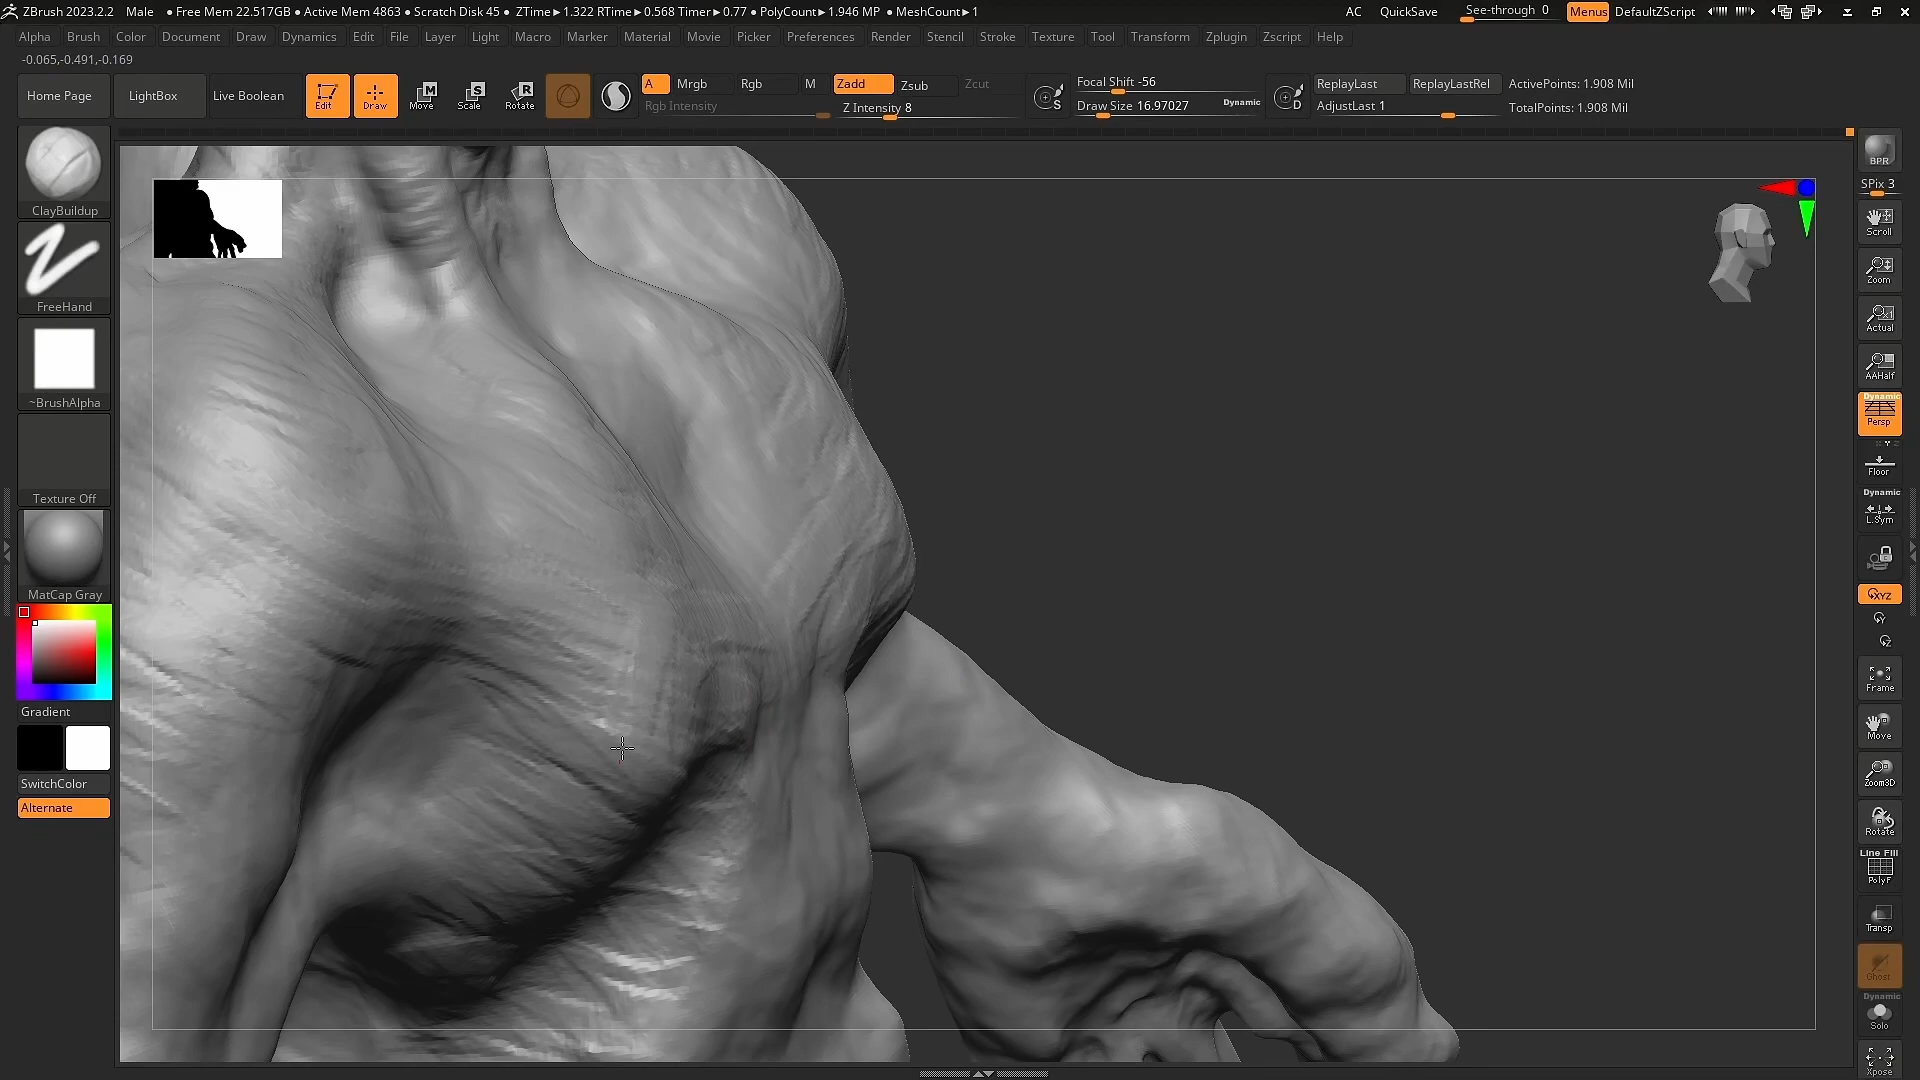 ZBrush 2023.2.2 Male ● Free Mem 22.517GB ● Active Mem 4863 ● Scratch Disk 45 ● ZTime►1.322 RTime►0.568 Timer►0.77 ● PolyCount►1.946 MP ● MeshCount►1 AC QuickSave See-through 0 Menus DefaultZScript
Alpha Brush Color Document Draw Dynamics Edit File Layer Light Macro Marker Material Movie Picker Preferences Render Stencil Stroke Texture Tool Transform Zplugin Zscript Help
-0.065,-0.491,-0.169
Home Page LightBox Live Boolean Edit Draw Move Scale Rotate
A Mrgb Rgb M Zadd Zsub Zcut
Rgb Intensity Z Intensity 8
Focal Shift -56
Draw Size 16.97027 Dynamic
ReplayLast ReplayLastRel ActivePoints: 1.908 Mil
AdjustLast 1 TotalPoints: 1.908 Mil
ClayBuildup
FreeHand
~BrushAlpha
Texture Off
MatCap Gray
Gradient
SwitchColor
Alternate
BPR
SPix 3
Scroll
Zoom
Actual
AAHalf
Dynamic
Persp
Floor
Dynamic
L.Sym
XYZ
Frame
Move
Zoom3D
Rotate
Line Fill
PolyF
Transp
Ghost
Dynamic
Solo
Xpose